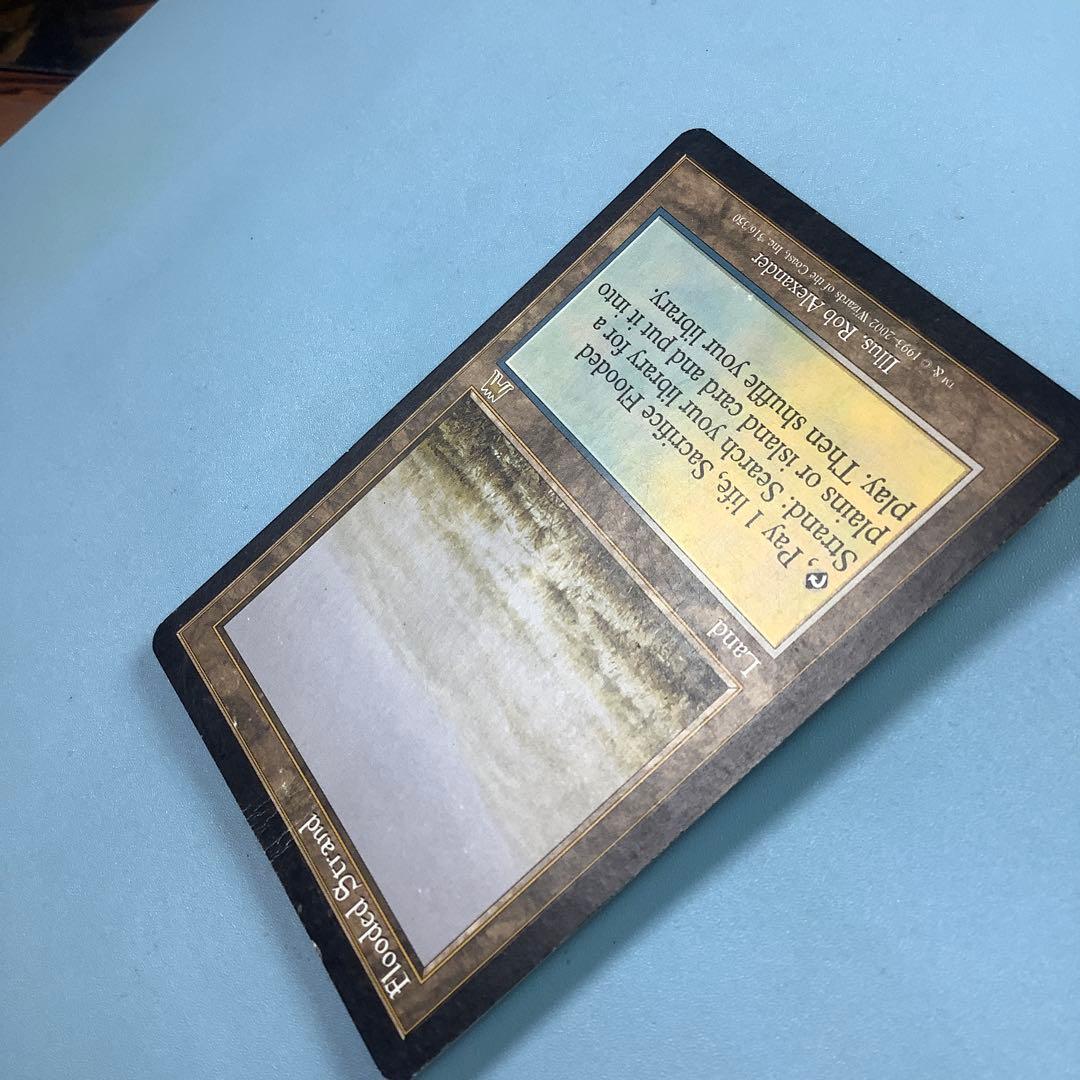 Flooded Strand
Land
, Pay 1 life, Sacrifice Flooded
Strand. Search your library for a
plains or island card and put it into
play. Then shuffle your library.
Illus. Rob Alexander
™ & © 1993-2002 Wizards of the Coast, Inc. 316/350